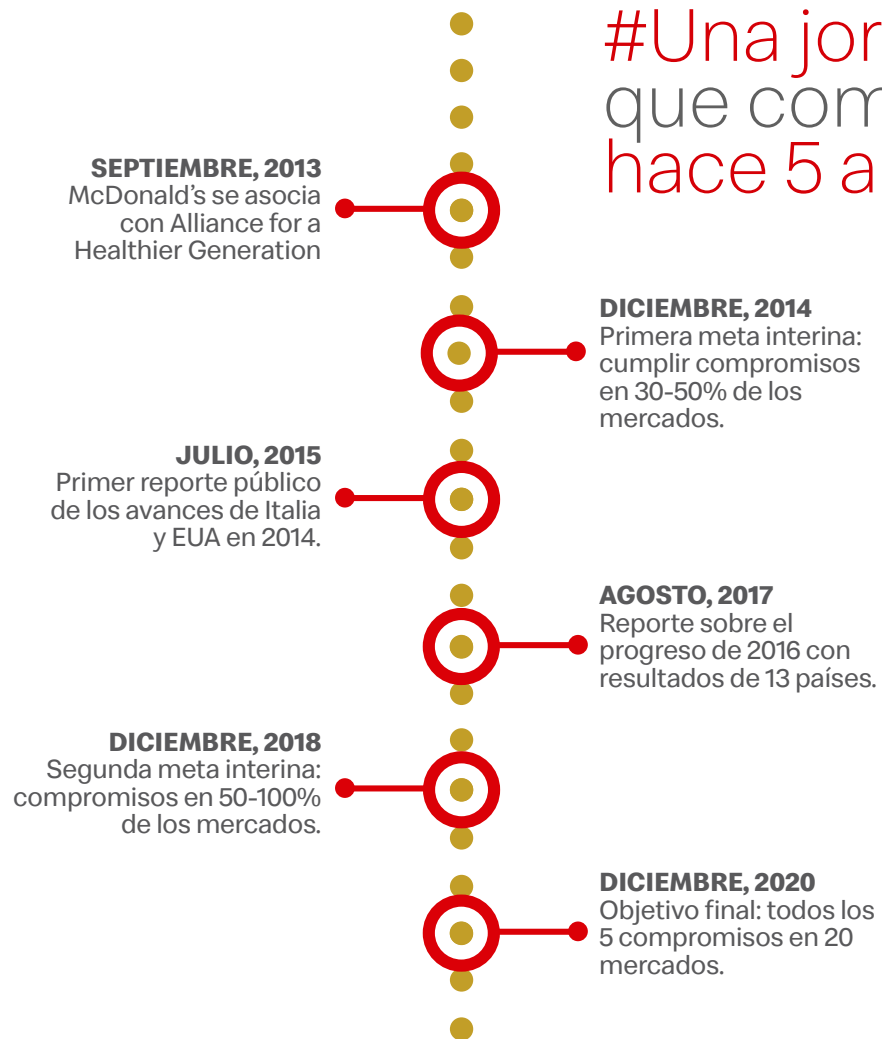 #Una jor
que com
hace 5 a
SEPTIEMBRE, 2013
McDonald's se asocia
con Alliance for a
Healthier Generation
DICIEMBRE, 2014
Primera meta interina:
cumplir compromisos
en 30-50% de los
mercados.
JULIO, 2015
Primer reporte público
de los avances de Italia
y EUA en 2014.
AGOSTO, 2017
Reporte sobre el
progreso de 2016 con
resultados de 13 países.
DICIEMBRE, 2018
Segunda meta interina:
compromisos en 50-100%
de los mercados.
DICIEMBRE, 2020
Objetivo final: todos los
5 compromisos en 20
mercados.